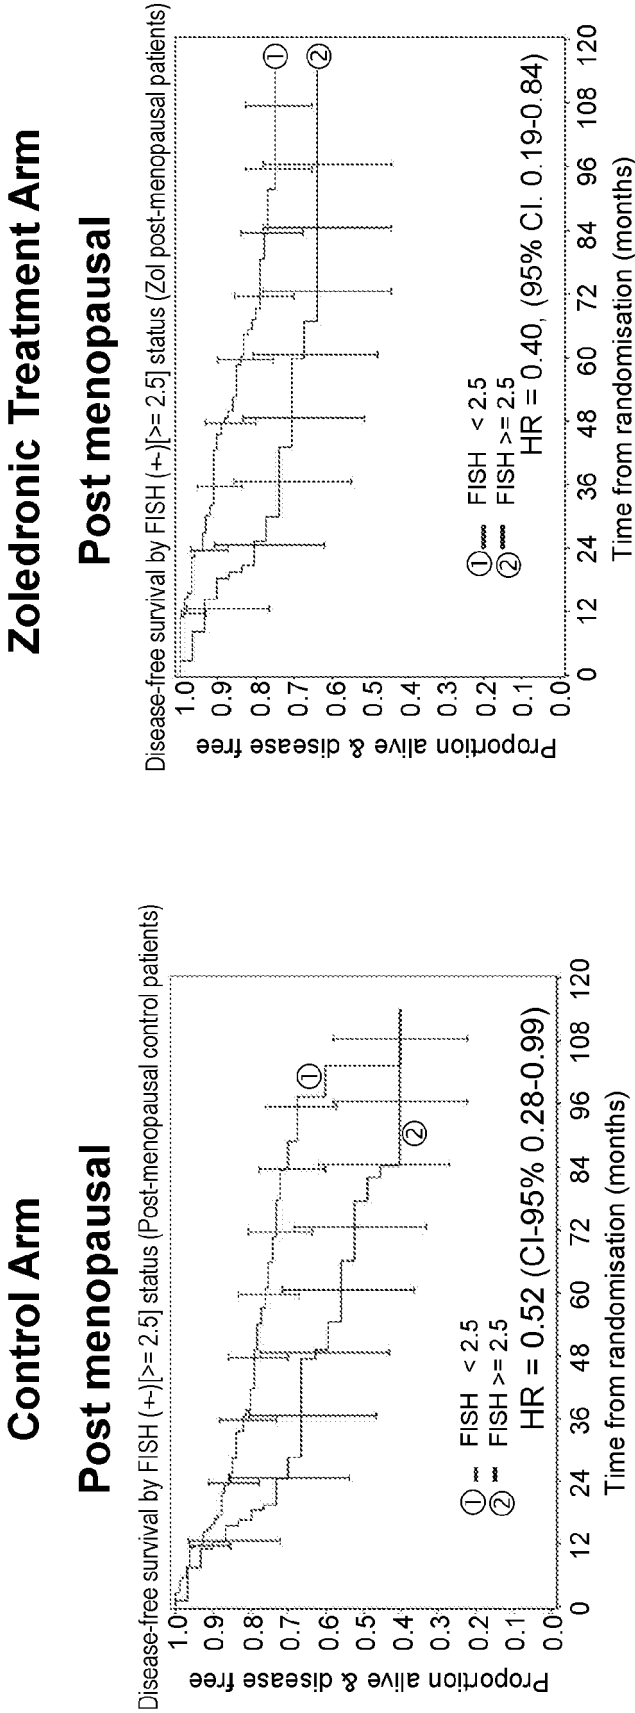 Control Arm
Post menopausal
Disease-free survival by FISH (+-)[>= 2.5] status (Post-menopausal control patients)
1.0
0.9
0.8
0.7
0.6
0.5
0.4
0.3
0.2
0.1
0.0
Proportion alive & disease free
①
②
① FISH < 2.5
② FISH >= 2.5
HR = 0.52 (CI-95% 0.28-0.99)
0 12 24 36 48 60 72 84 96 108 120
Time from randomisation (months)
Zoledronic Treatment Arm
Post menopausal
Disease-free survival by FISH (+-)[>= 2.5] status (Zol post-menopausal patients)
1.0
0.9
0.8
0.7
0.6
0.5
0.4
0.3
0.2
0.1
0.0
Proportion alive & disease free
①
②
① FISH < 2.5
② FISH >= 2.5
HR = 0.40, (95% CI. 0.19-0.84)
0 12 24 36 48 60 72 84 96 108 120
Time from randomisation (months)